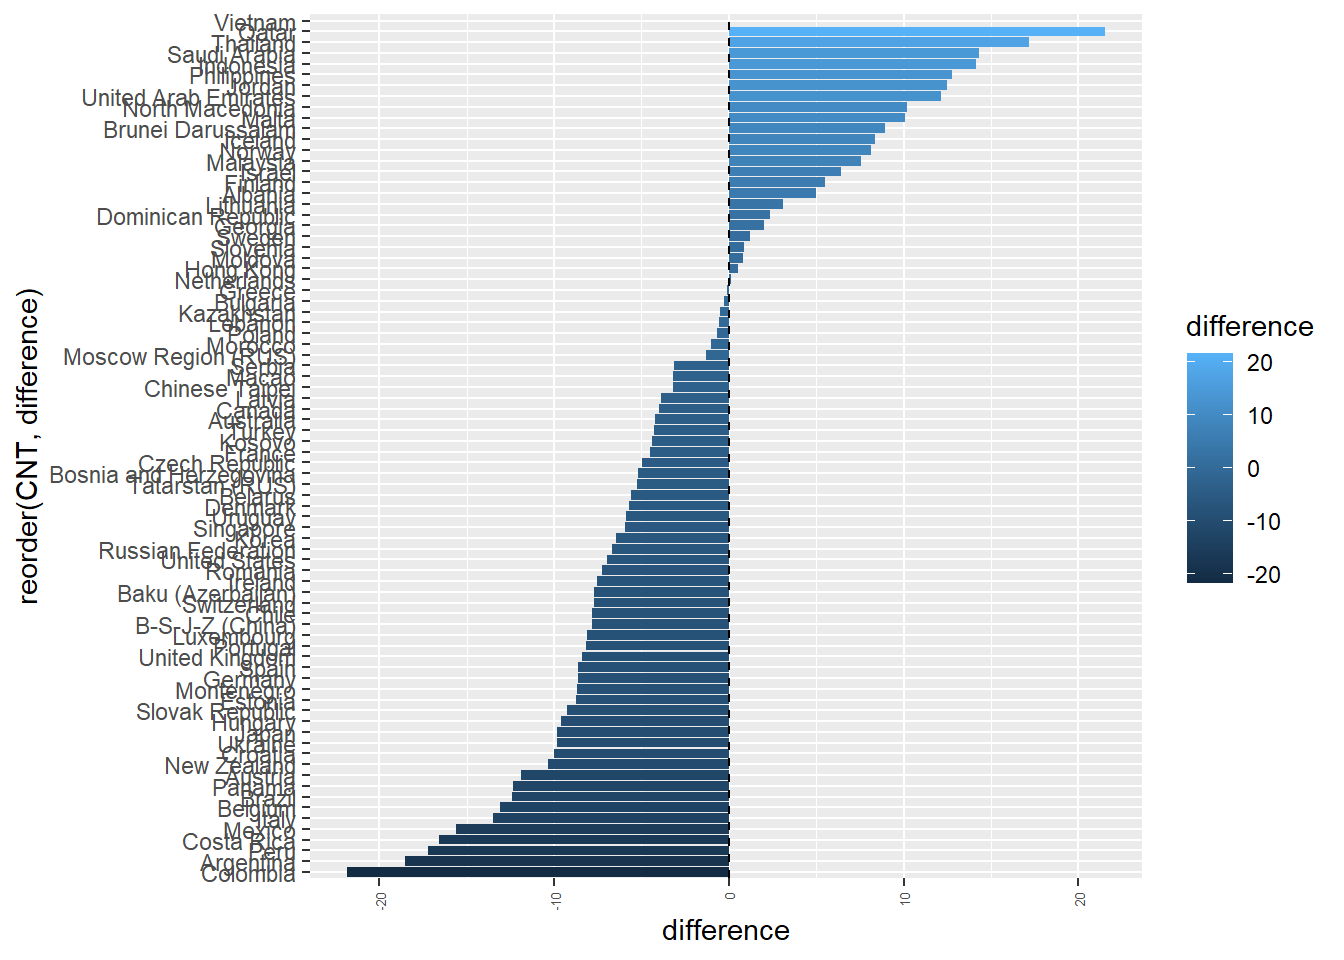 Vietnam
Qatar
Thailand
Saudi Arabia
Indonesia
Philippines
Jordan
United Arab Emirates
North Macedonia
Malta
Brunei Darussalam
Iceland
Norway
Malaysia
Israel
Finland
Albania
Lithuania
Dominican Republic
Georgia
Sweden
Slovenia
Moldova
Hong Kong
Netherlands
Greece
Bulgaria
Kazakhstan
Lebanon
Poland
Morocco
Moscow Region (RUS)
Serbia
Macao
Chinese Taipei
Latvia
Canada
Australia
Turkey
Kosovo
France
Czech Republic
Bosnia and Herzegovina
Tatarstan (RUS)
Belarus
Denmark
Uruguay
Singapore
Korea
Russian Federation
United States
Romania
Ireland
Baku (Azerbaijan)
Switzerland
Chile
B-S-J-Z (China)
Luxembourg
Portugal
United Kingdom
Spain
Germany
Montenegro
Estonia
Slovak Republic
Hungary
Japan
Ukraine
Croatia
New Zealand
Austria
Panama
Brazil
Belgium
Italy
Mexico
Costa Rica
Peru
Argentina
Colombia
reorder(CNT, difference)
-20
-10
0
10
20
difference
difference
20
10
0
-10
-20